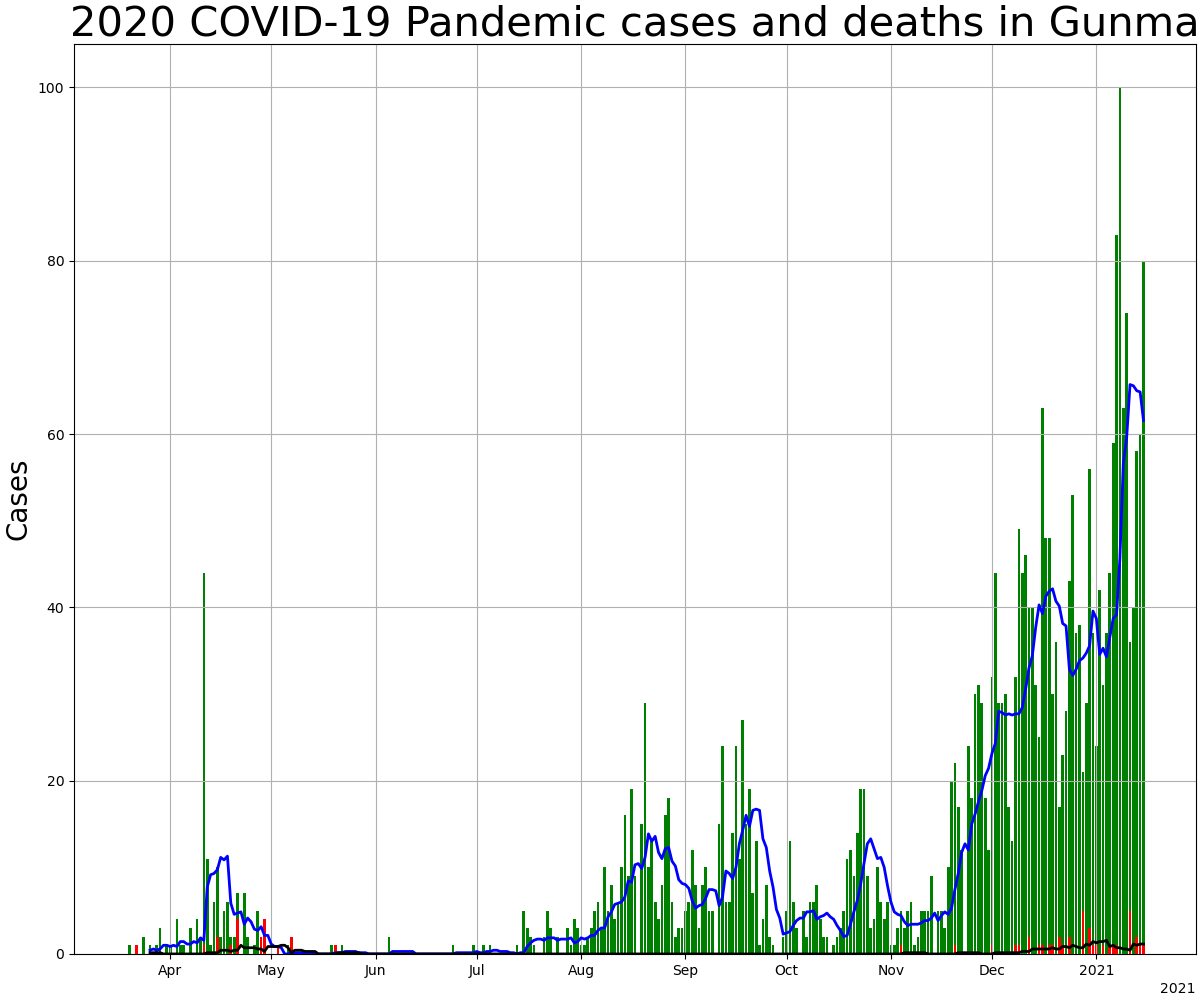 2020 COVID-19 Pandemic cases and deaths in Gunma
Cases
100
80
60
40
20
0
Apr May Jun Jul Aug Sep Oct Nov Dec 2021
2021